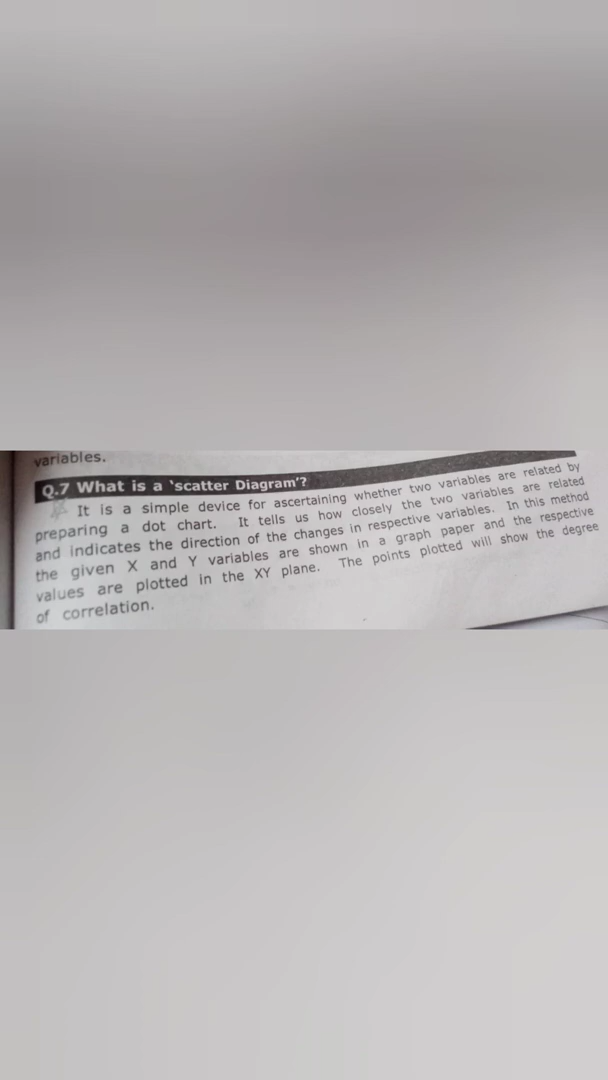 variables.
Q.7 What is a 'scatter Diagram'?
It is a simple device for ascertaining whether two variables are related by
preparing a dot chart. It tells us how closely the two variables are related
and indicates the direction of the changes in respective variables. In this method
the given X and Y variables are shown in a graph paper and the respective
values are plotted in the XY plane. The points plotted will show the degree
of correlation.